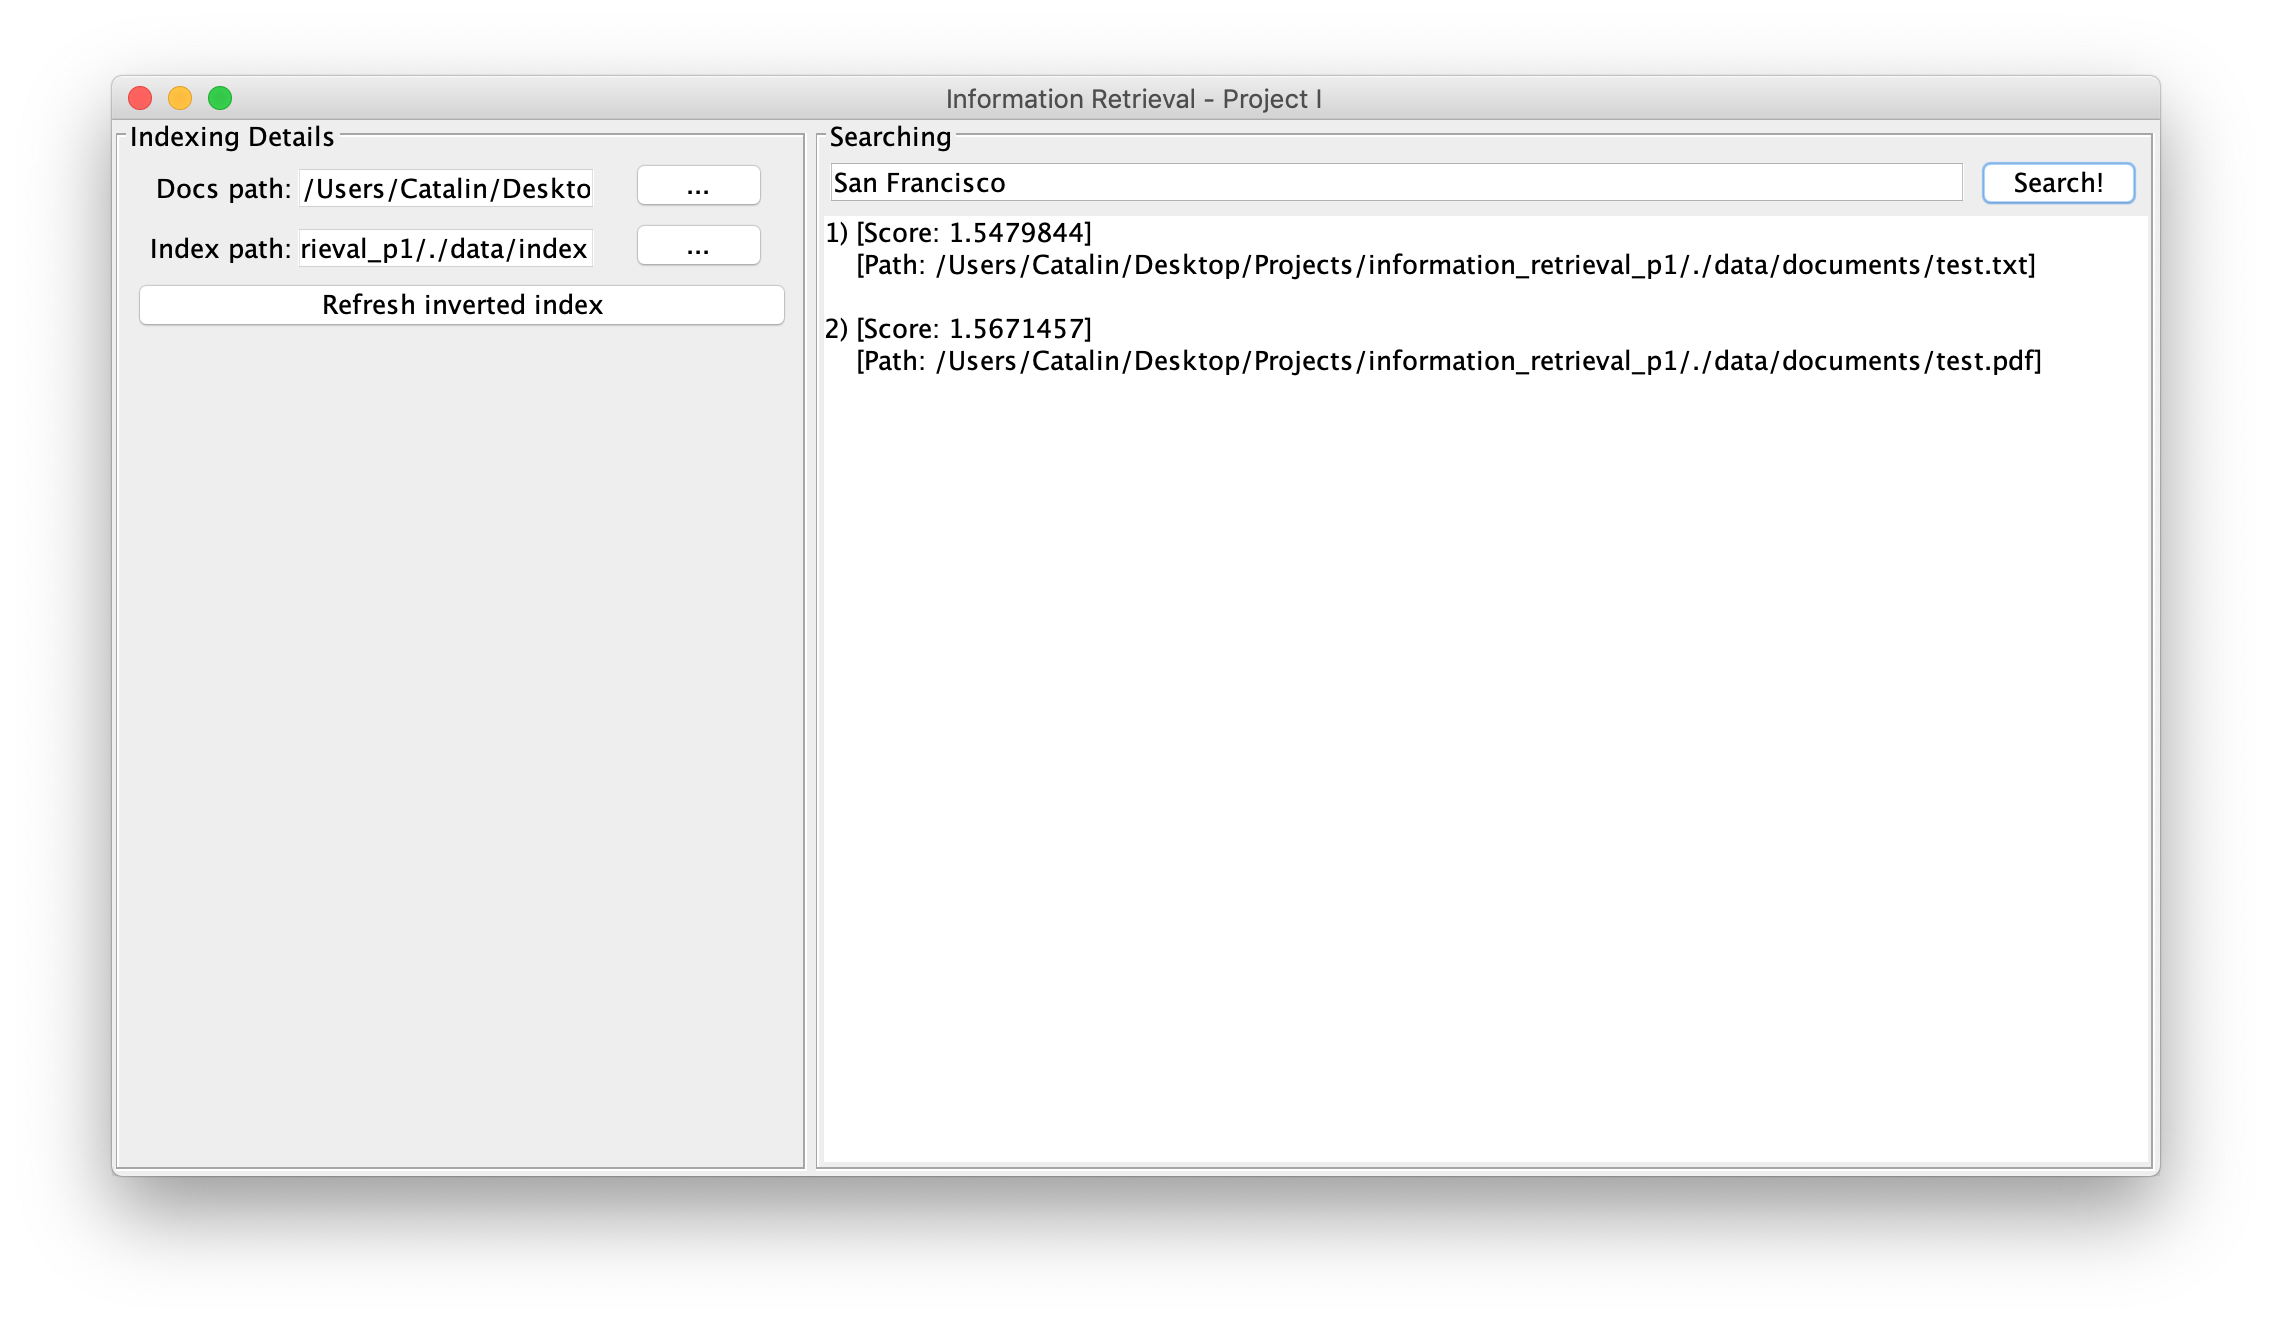 Information Retrieval - Project I
Indexing Details
Docs path: /Users/Catalin/Deskto ...
Index path: rieval_p1/./data/index ...
Refresh inverted index
Searching
San Francisco Search!
1) [Score: 1.5479844]
[Path: /Users/Catalin/Desktop/Projects/information_retrieval_p1/./data/documents/test.txt]
2) [Score: 1.5671457]
[Path: /Users/Catalin/Desktop/Projects/information_retrieval_p1/./data/documents/test.pdf]